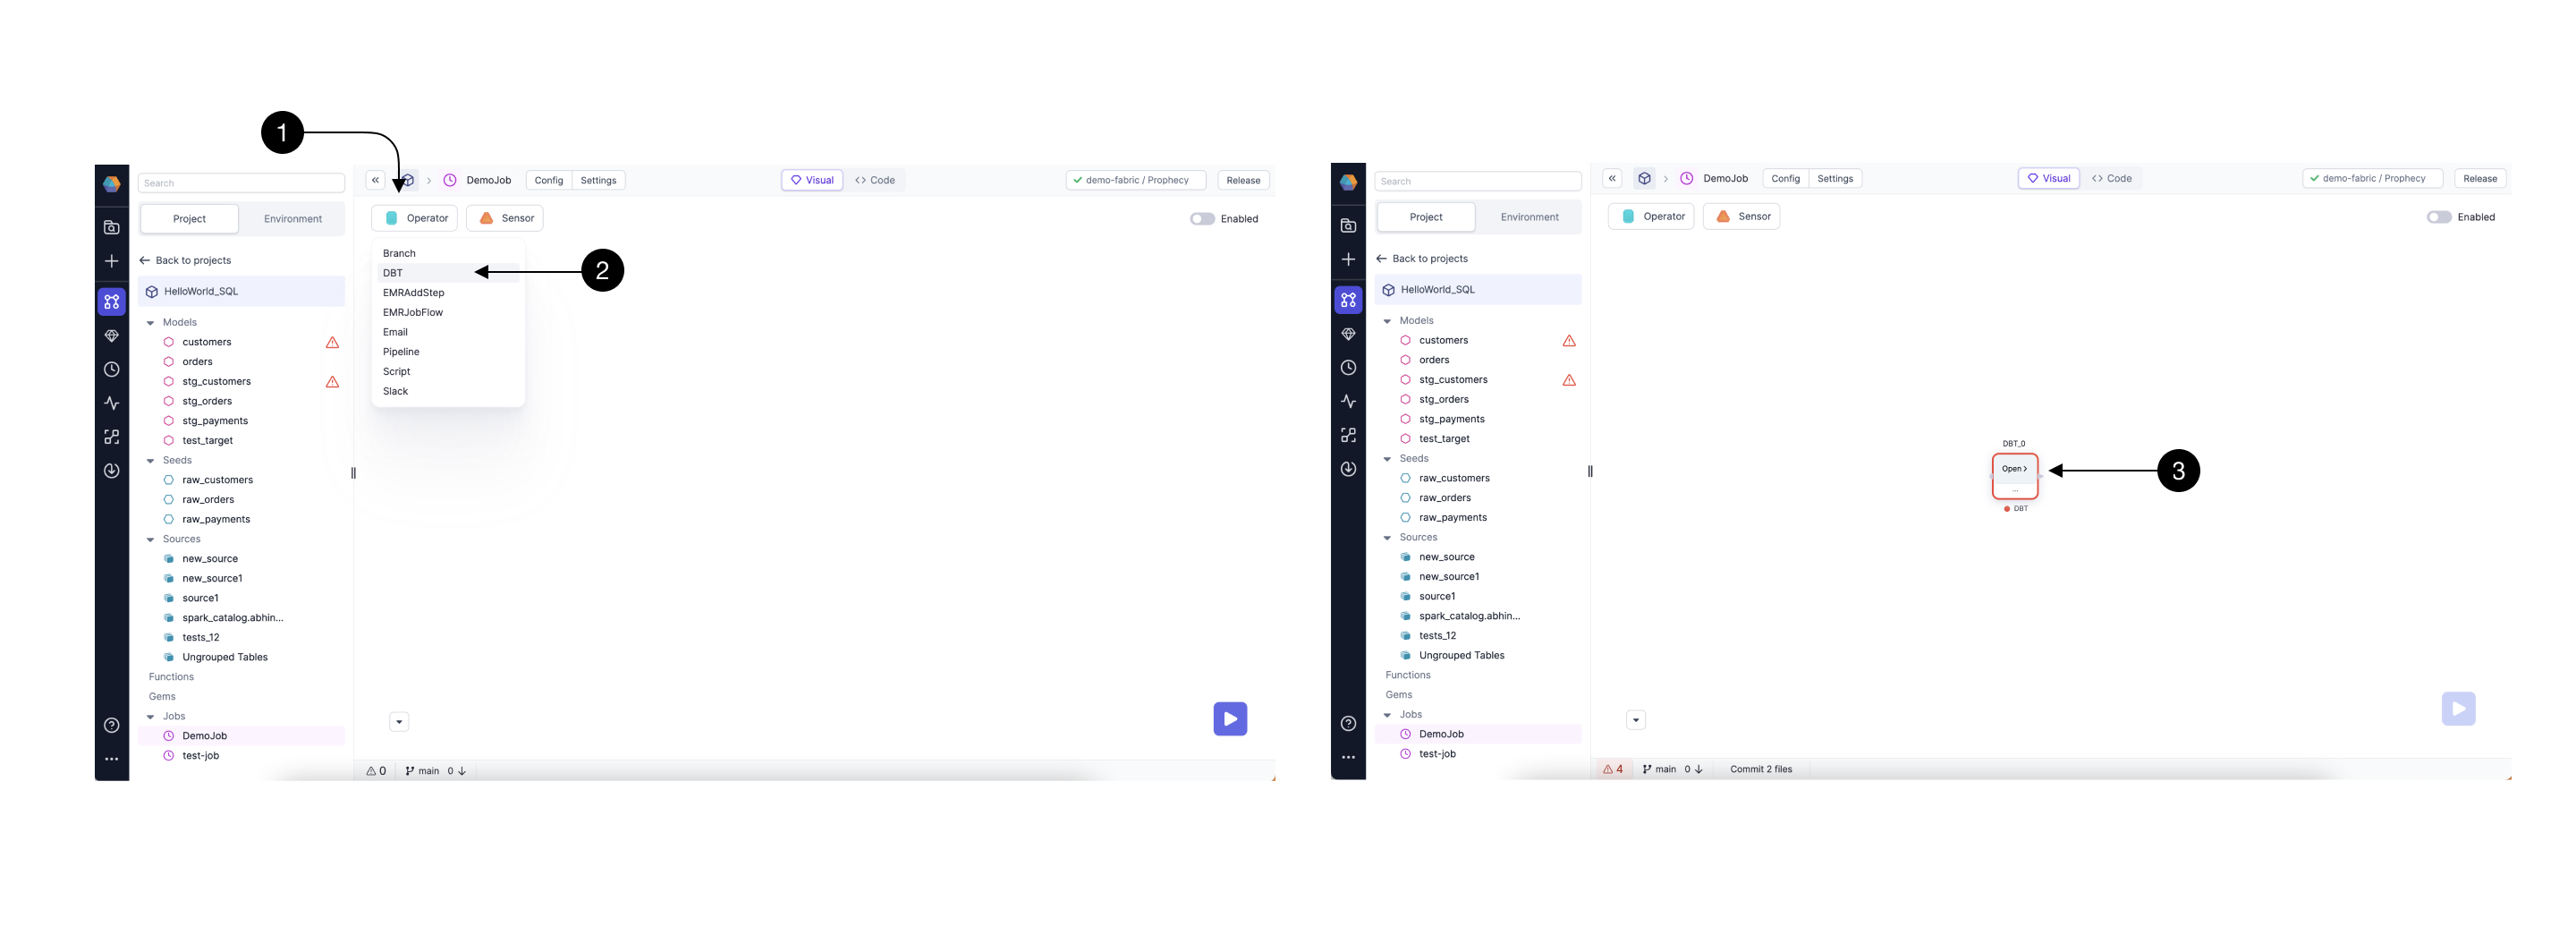 1
Search
DemoJob
Config
Settings
Visual
<> Code
demo-fabric / Prophecy
Release
Project
Environment
Operator
Sensor
Enabled
Back to projects
HelloWorld_SQL
Branch
DBT
2
EMRAddStep
EMRJobFlow
Email
Pipeline
Script
Slack
Models
customers
orders
stg_customers
stg_orders
stg_payments
test_target
Seeds
raw_customers
raw_orders
raw_payments
Sources
new_source
new_source1
source1
spark_catalog.abhin...
tests_12
Ungrouped Tables
Functions
Gems
Jobs
DemoJob
test-job
0
main 0
Search
DemoJob
Config
Settings
Visual
<> Code
demo-fabric / Prophecy
Release
Project
Environment
Operator
Sensor
Enabled
Back to projects
HelloWorld_SQL
Models
customers
orders
stg_customers
stg_orders
stg_payments
test_target
Seeds
raw_customers
raw_orders
raw_payments
Sources
new_source
new_source1
source1
spark_catalog.abhin...
tests_12
Ungrouped Tables
Functions
Gems
Jobs
DemoJob
test-job
DBT_0
Open >
...
DBT
3
4
main 0
Commit 2 files